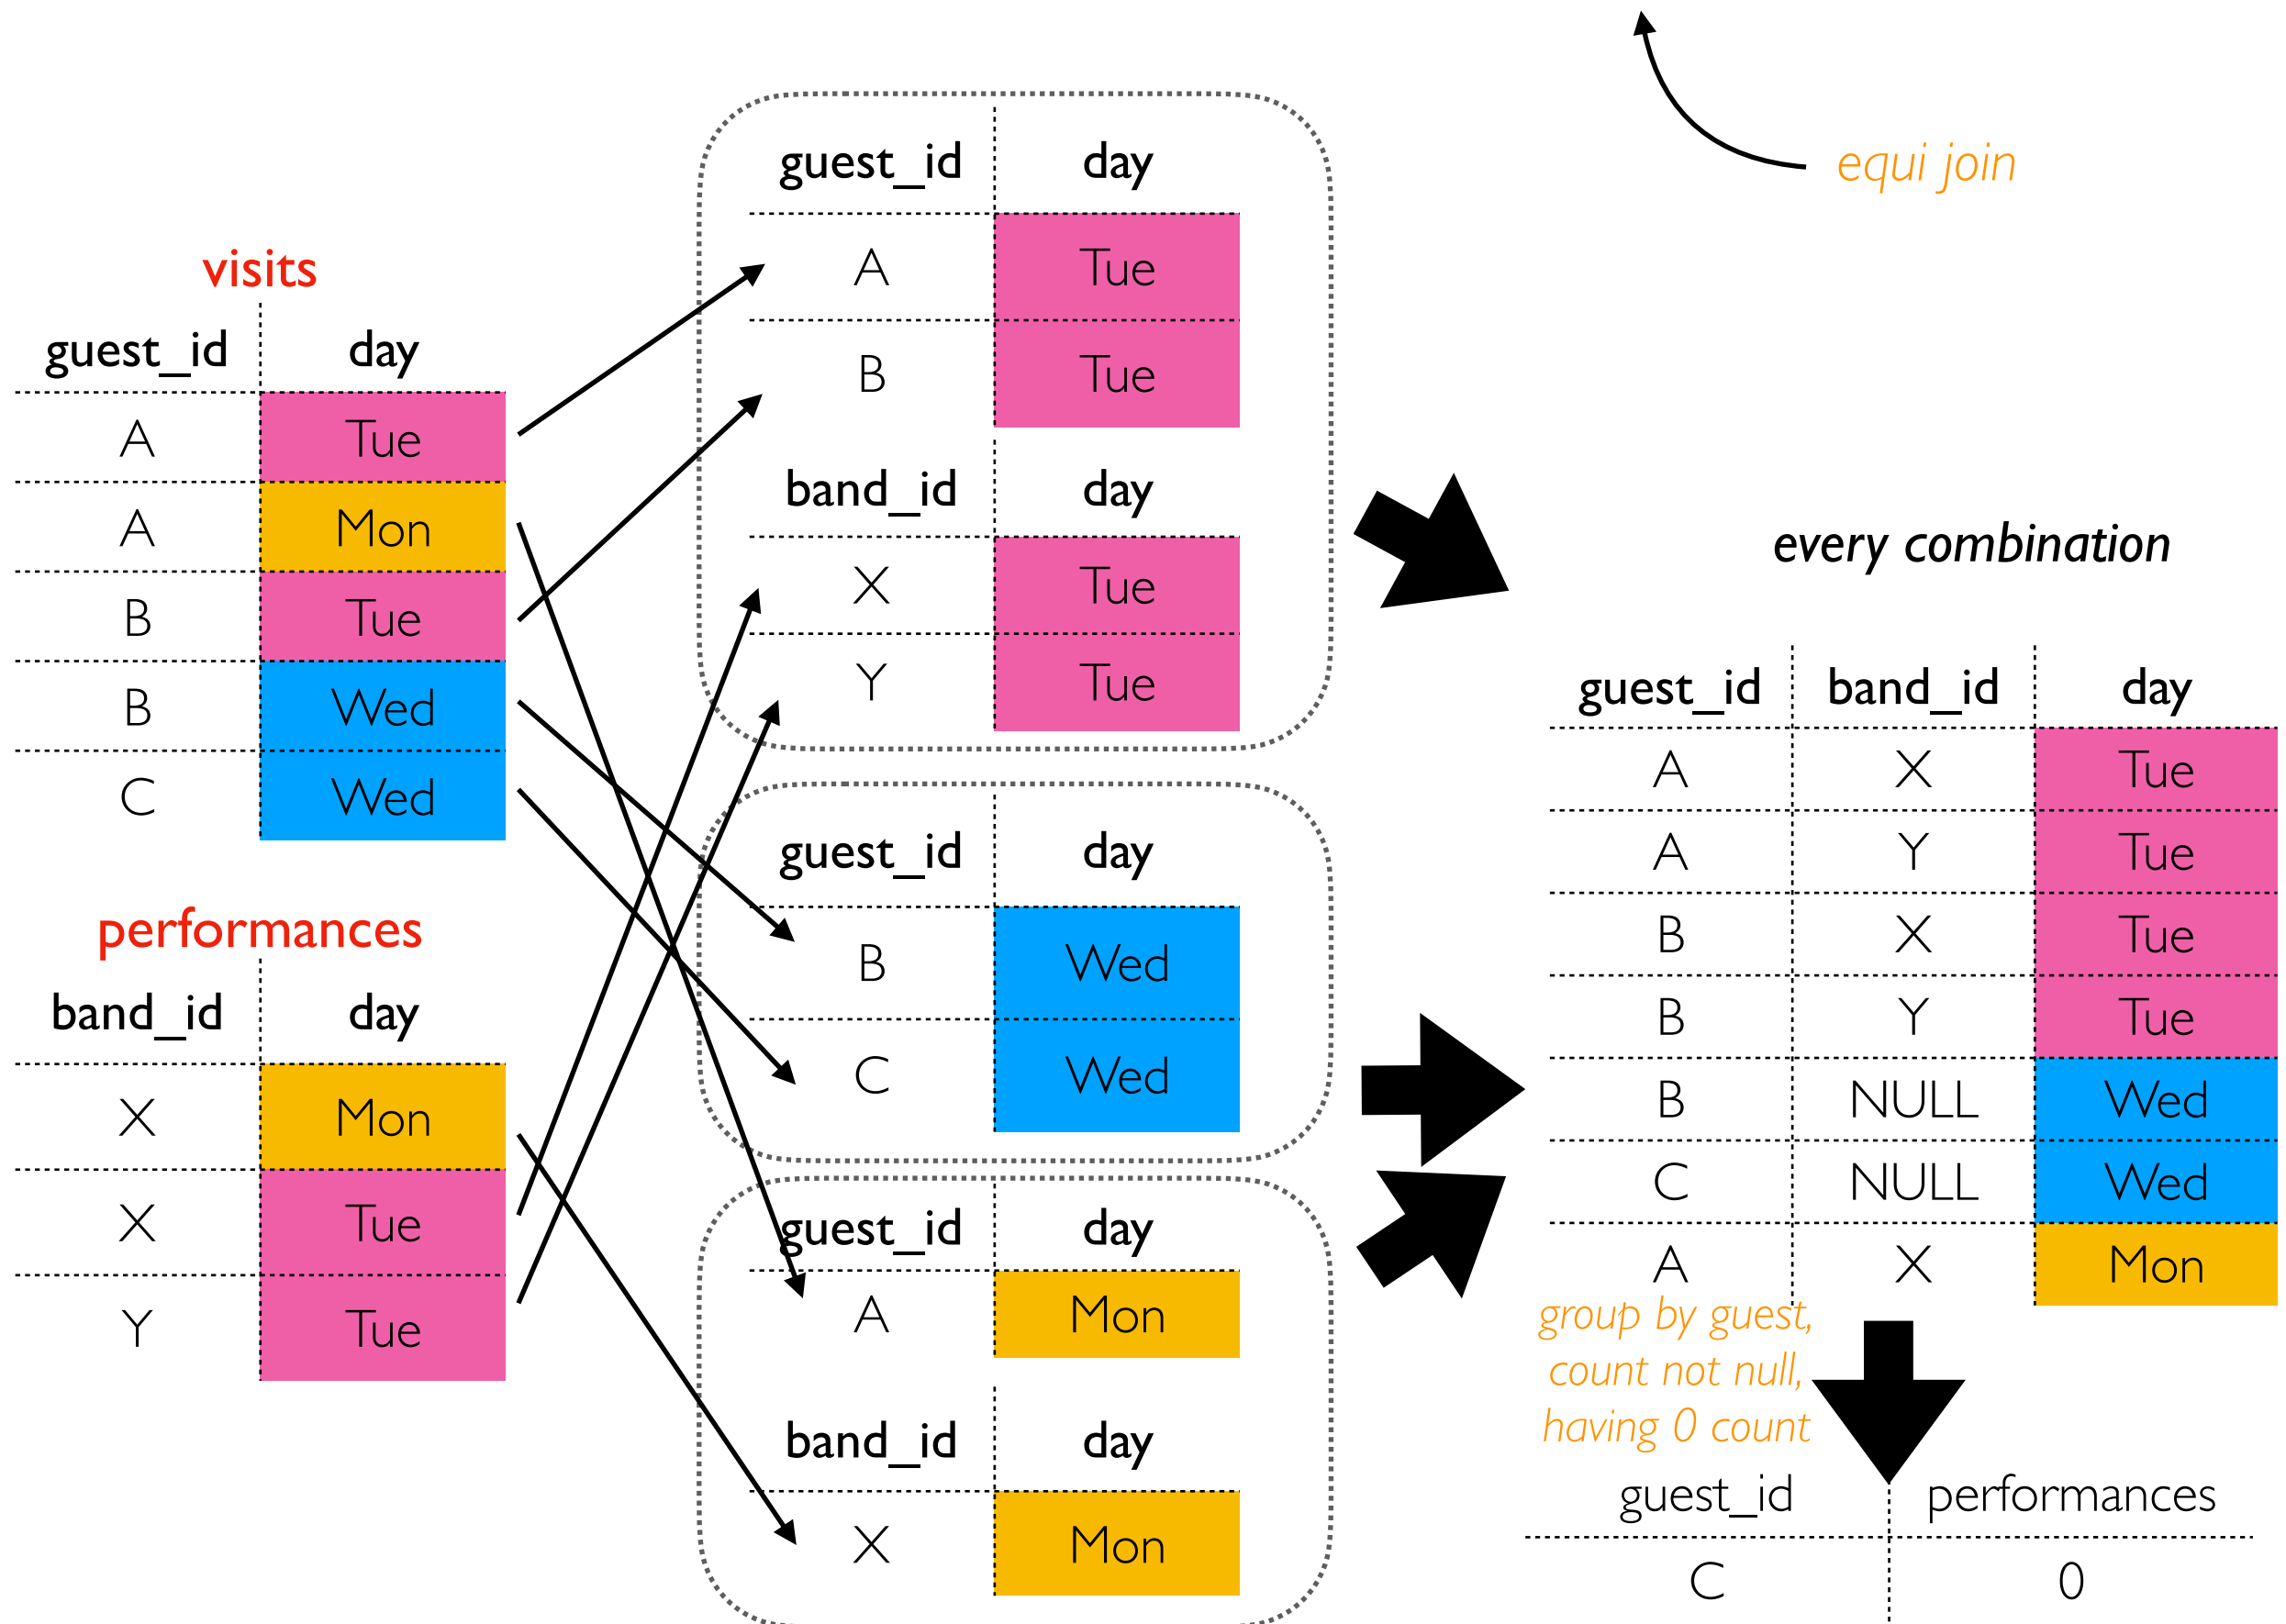 equi join
visits
guest_id day
A Tue
A Mon
B Tue
B Wed
C Wed
performances
band_id day
X Mon
X Tue
Y Tue
guest_id day
A Tue
B Tue
band_id day
X Tue
Y Tue
guest_id day
B Wed
C Wed
guest_id day
A Mon
band_id day
X Mon
every combination
guest_id band_id day
A X Tue
A Y Tue
B X Tue
B Y Tue
B NULL Wed
C NULL Wed
A X Mon
group by guest,
count not null,
having 0 count
guest_id performances
C 0